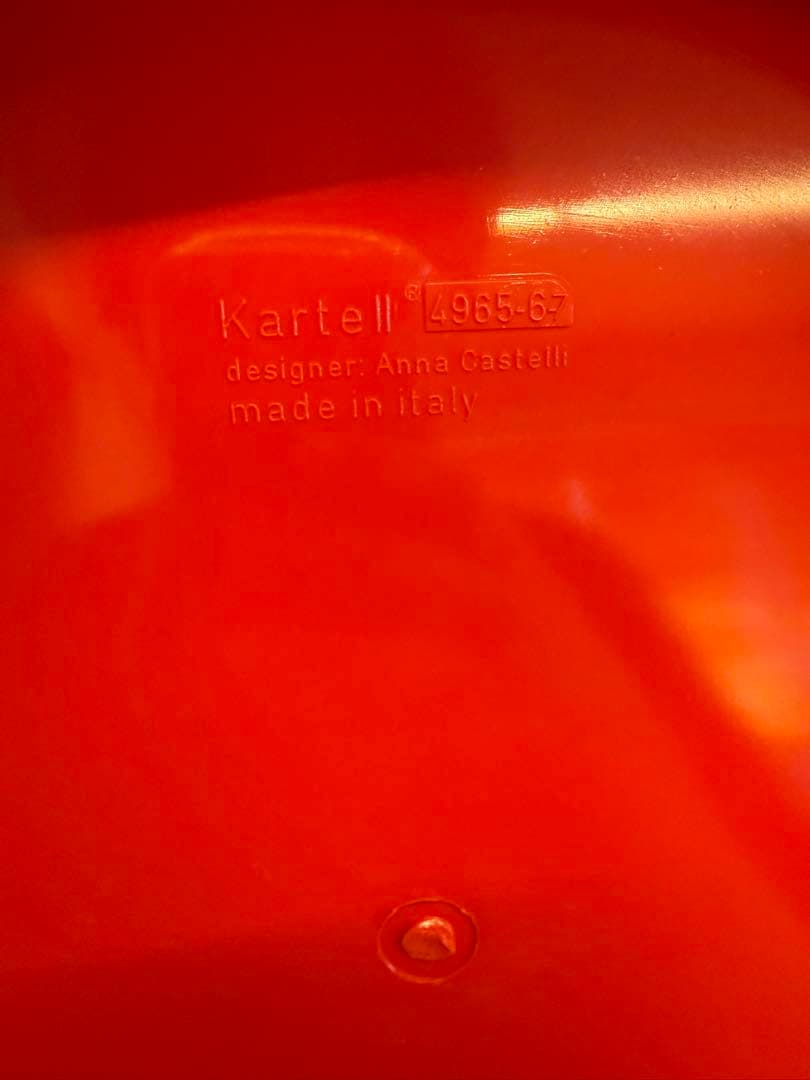 Kartell® 4965-67
designer: Anna Castelli
made in italy